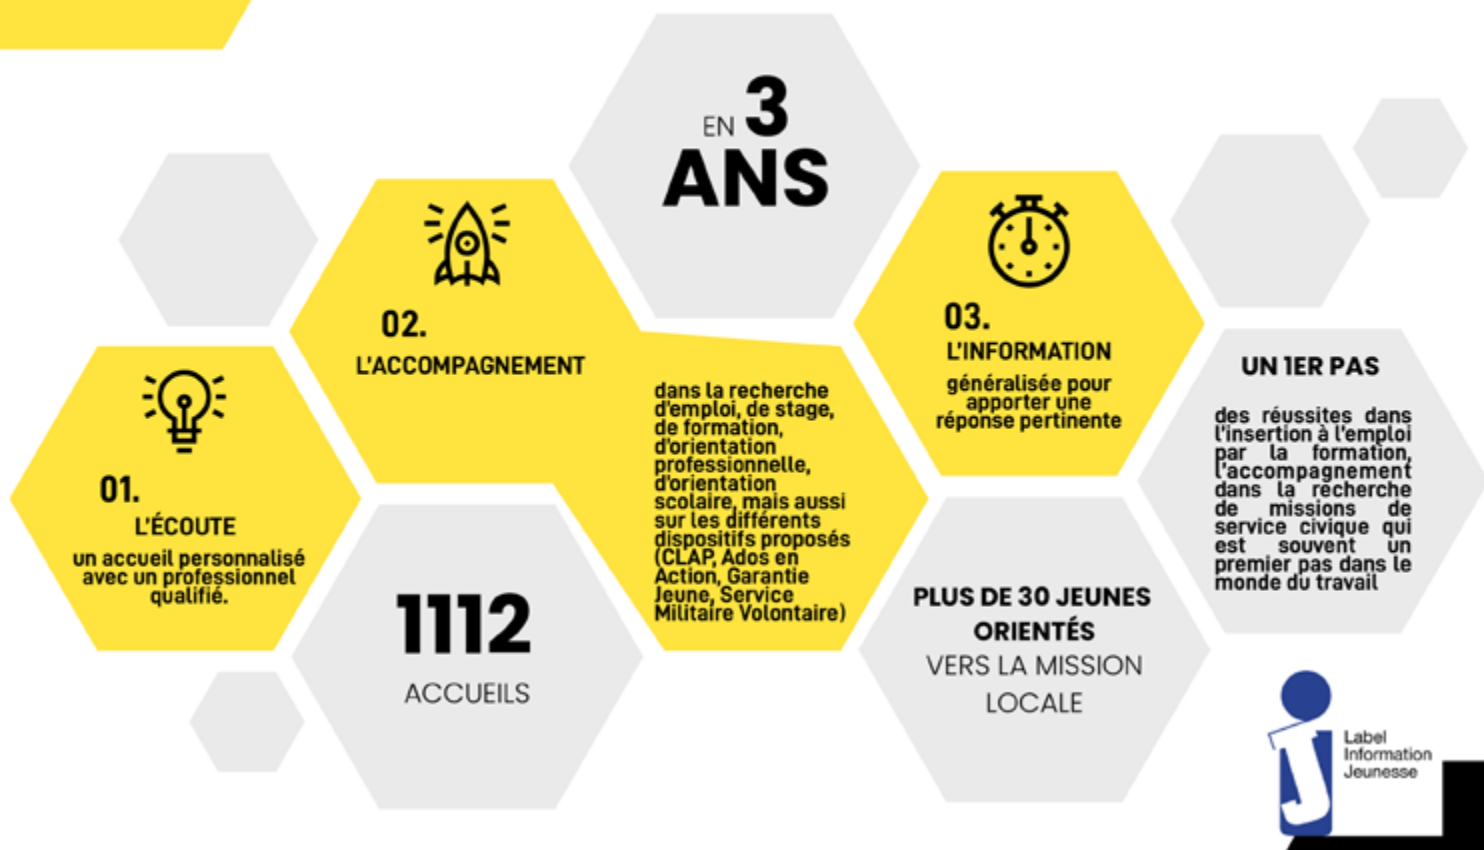 EN 3
ANS
01.
L'ÉCOUTE
un accueil personnalisé
avec un professionnel
qualifié.
02.
L'ACCOMPAGNEMENT
dans la recherche
d'emploi, de stage,
de formation,
d'orientation
professionnelle,
d'orientation
scolaire, mais aussi
sur les différents
dispositifs proposés
(CLAP, Ados en
Action, Garantie
Jeune, Service
Militaire Volontaire)
03.
L'INFORMATION
généralisée pour
apporter une
réponse pertinente
1112
ACCUEILS
PLUS DE 30 JEUNES
ORIENTÉS
VERS LA MISSION
LOCALE
UN 1ER PAS
des réussites dans
l'insertion à l'emploi
par la formation,
l'accompagnement
dans la recherche
de missions de
service civique qui
est souvent un
premier pas dans le
monde du travail
Label
Information
Jeunesse